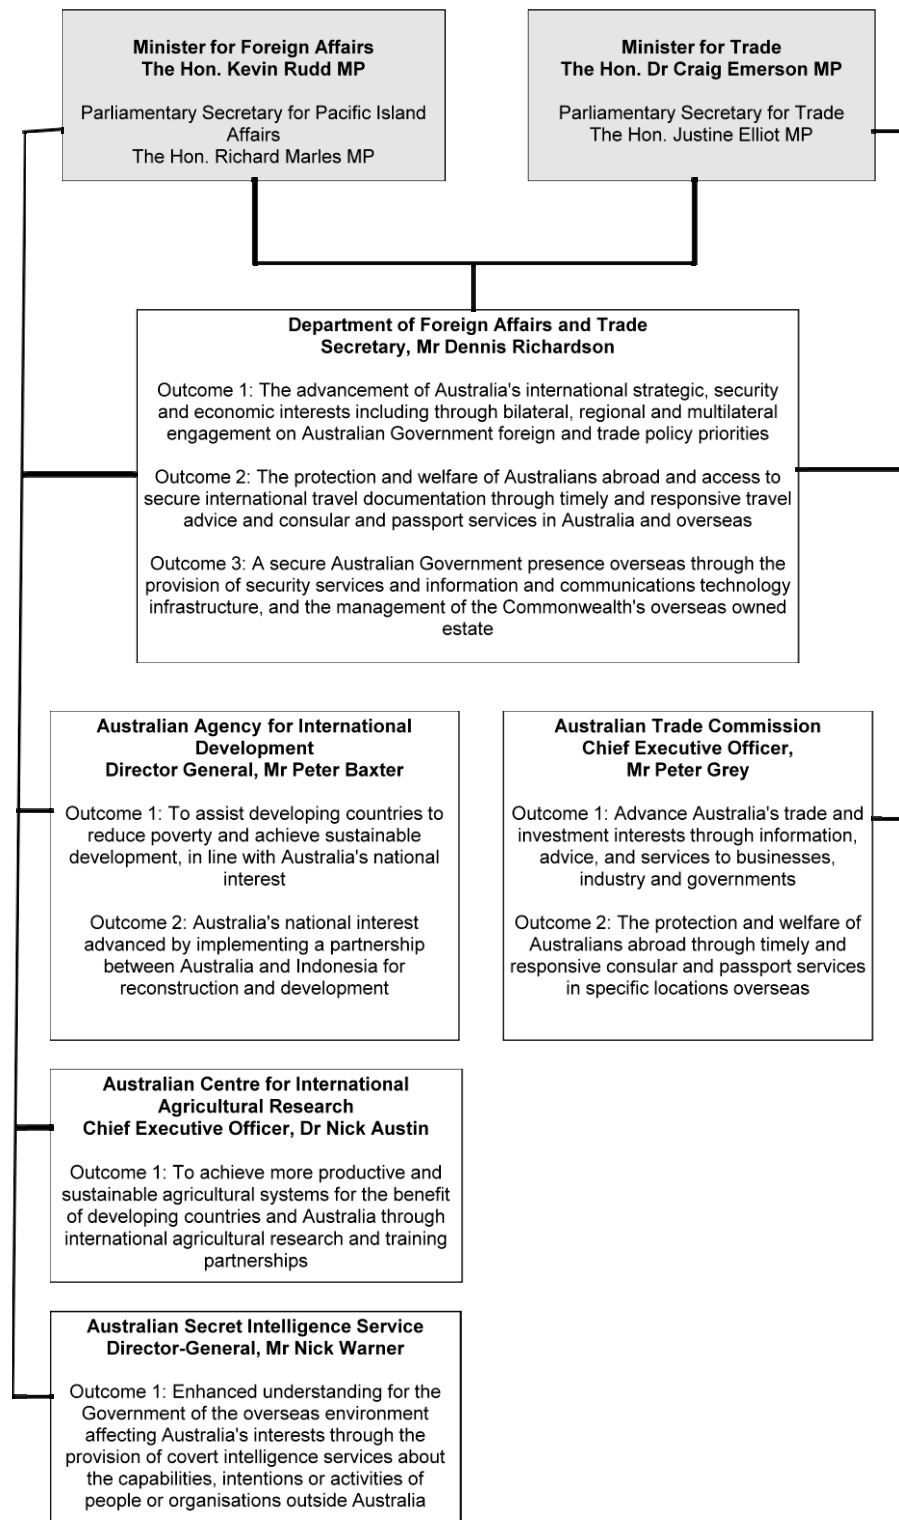 Minister for Foreign Affairs
The Hon. Kevin Rudd MP
Parliamentary Secretary for Pacific Island
Affairs
The Hon. Richard Marles MP
Minister for Trade
The Hon. Dr Craig Emerson MP
Parliamentary Secretary for Trade
The Hon. Justine Elliot MP
Department of Foreign Affairs and Trade
Secretary, Mr Dennis Richardson
Outcome 1: The advancement of Australia's international strategic, security
and economic interests including through bilateral, regional and multilateral
engagement on Australian Government foreign and trade policy priorities
Outcome 2: The protection and welfare of Australians abroad and access to
secure international travel documentation through timely and responsive travel
advice and consular and passport services in Australia and overseas
Outcome 3: A secure Australian Government presence overseas through the
provision of security services and information and communications technology
infrastructure, and the management of the Commonwealth's overseas owned
estate
Australian Agency for International
Development
Director General, Mr Peter Baxter
Outcome 1: To assist developing countries to
reduce poverty and achieve sustainable
development, in line with Australia's national
interest
Outcome 2: Australia's national interest
advanced by implementing a partnership
between Australia and Indonesia for
reconstruction and development
Australian Trade Commission
Chief Executive Officer,
Mr Peter Grey
Outcome 1: Advance Australia's trade and
investment interests through information,
advice, and services to businesses,
industry and governments
Outcome 2: The protection and welfare of
Australians abroad through timely and
responsive consular and passport services
in specific locations overseas
Australian Centre for International
Agricultural Research
Chief Executive Officer, Dr Nick Austin
Outcome 1: To achieve more productive and
sustainable agricultural systems for the benefit
of developing countries and Australia through
international agricultural research and training
partnerships
Australian Secret Intelligence Service
Director-General, Mr Nick Warner
Outcome 1: Enhanced understanding for the
Government of the overseas environment
affecting Australia's interests through the
provision of covert intelligence services about
the capabilities, intentions or activities of
people or organisations outside Australia